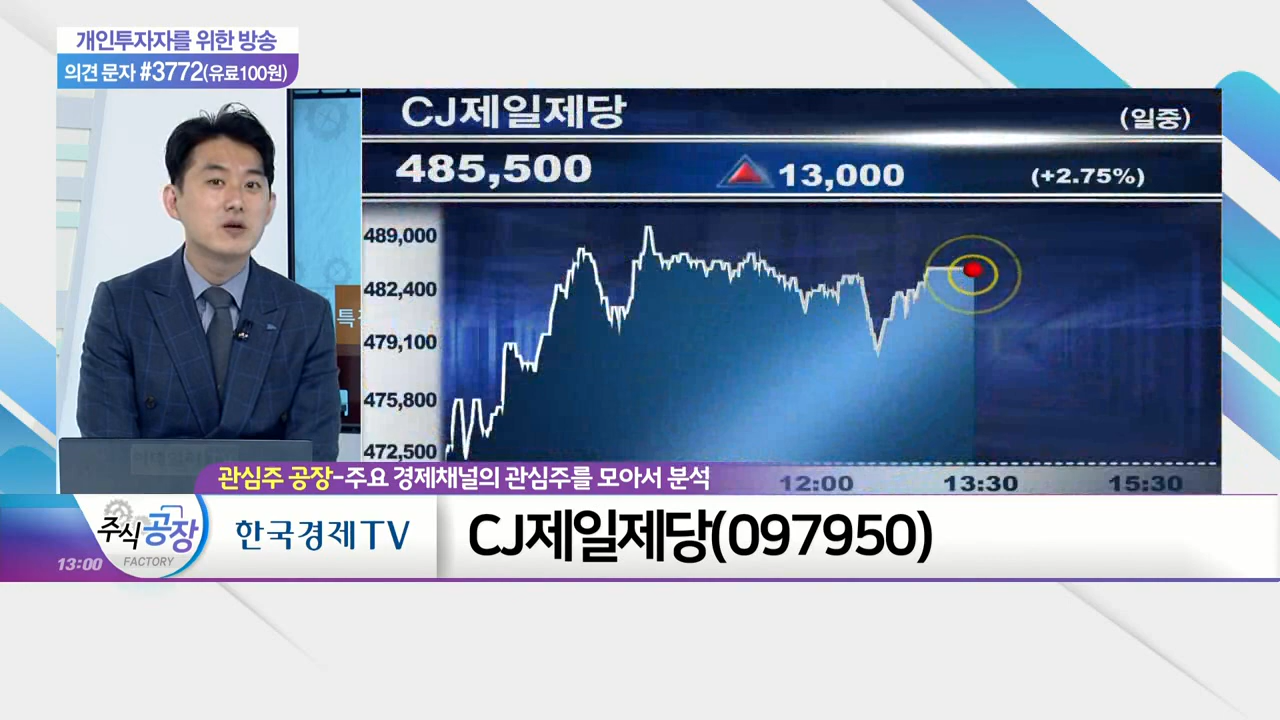 개인투자자를 위한 방송
의견 문자 #3772(유료100원)
CJ제일제당
(일중)
485,500
13,000
(+2.75%)
489,000
482,400
479,100
475,800
472,500
12:00
13:30
15:30
관심주 공장-주요 경제채널의 관심주를 모아서 분석
주식공장
FACTORY
13:00
한국경제TV
CJ제일제당(097950)